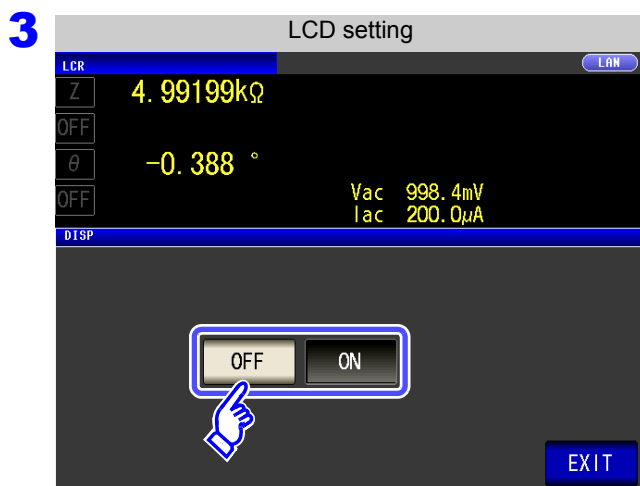 3
LCD setting
LCR
LAN
Z 4.99199kΩ
OFF
θ -0.388 °
OFF
Vac 998.4mV
Iac 200.0μA
DISP
OFF ON
EXIT